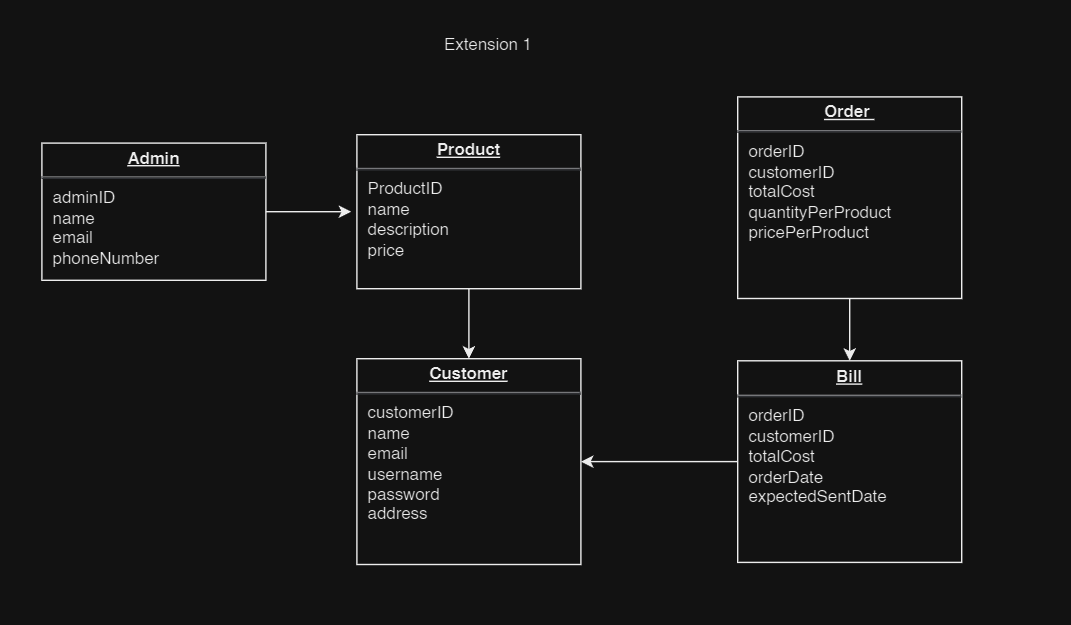 Extension 1
Admin
adminID
name
email
phoneNumber
Product
ProductID
name
description
price
Order
orderID
customerID
totalCost
quantityPerProduct
pricePerProduct
Customer
customerID
name
email
username
password
address
Bill
orderID
customerID
totalCost
orderDate
expectedSentDate